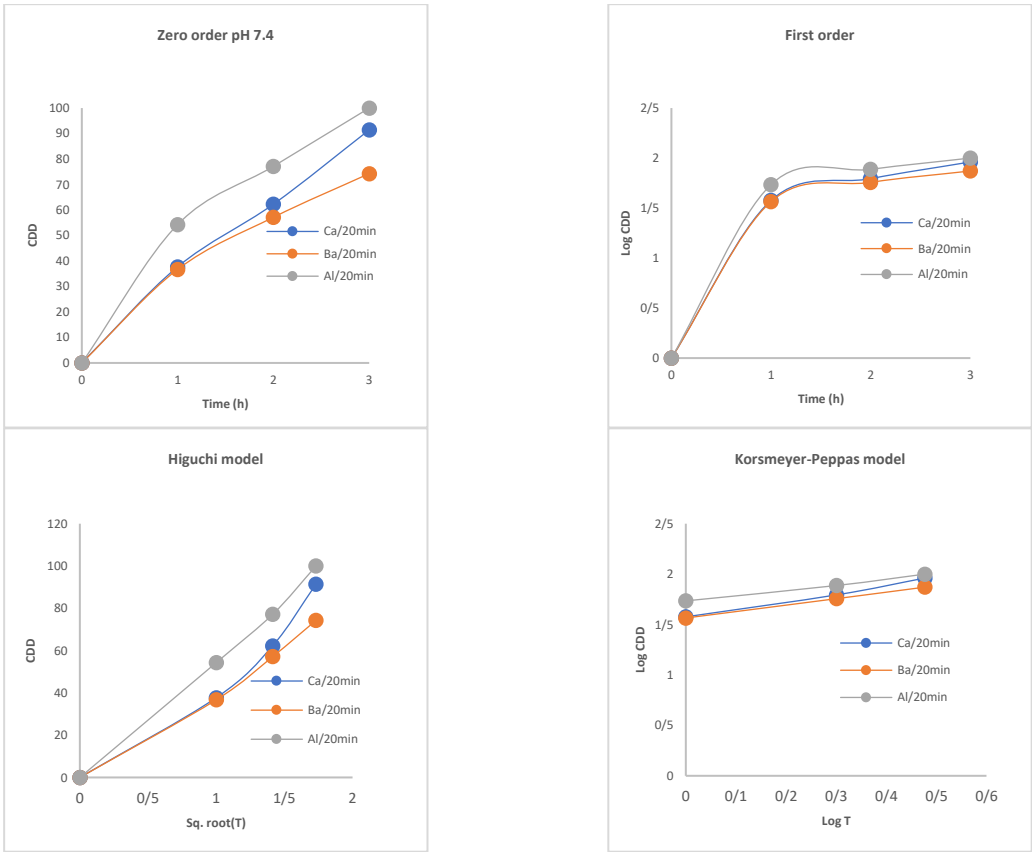 Zero order pH 7.4
CDD
100
90
80
70
60
50
40
30
20
10
0
0 1 2 3
Time (h)
Ca/20min
Ba/20min
Al/20min
First order
Log CDD
2/5
2
1/5
1
0/5
0
0 1 2 3
Time (h)
Ca/20min
Ba/20min
Al/20min
Higuchi model
CDD
120
100
80
60
40
20
0
0 0/5 1 1/5 2
Sq. root(T)
Ca/20min
Ba/20min
Al/20min
Korsmeyer-Peppas model
Log CDD
2/5
2
1/5
1
0/5
0
0 0/1 0/2 0/3 0/4 0/5 0/6
Log T
Ca/20min
Ba/20min
Al/20min